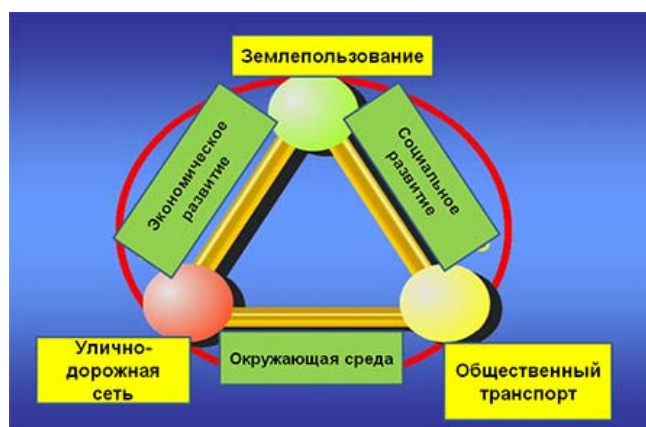 Землепользование
Экономическое
развитие
Социальное
развитие
Улично-
дорожная
сеть
Окружающая среда
Общественный
транспорт